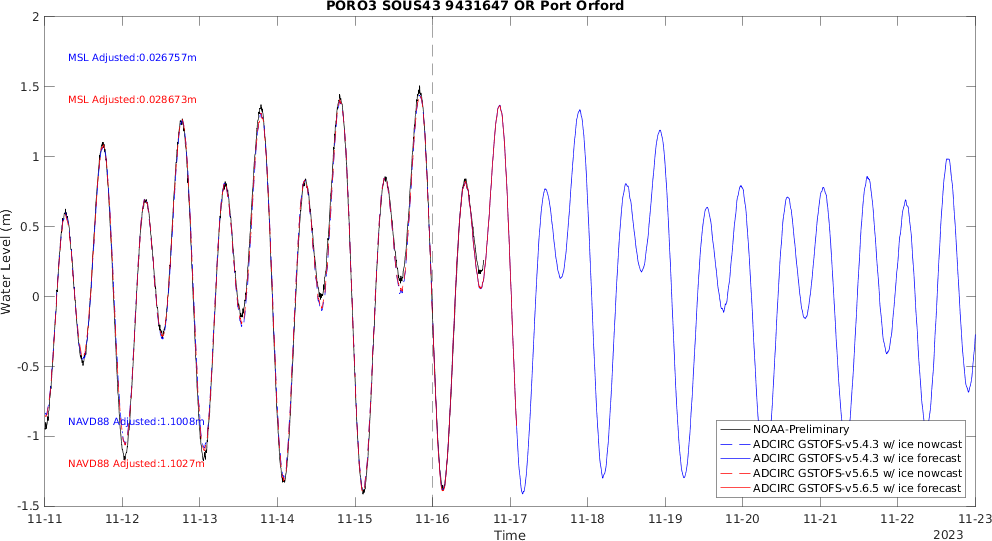 PORO3 SOUS43 9431647 OR Port Orford
2
1.5
1
0.5
0
-0.5
-1
-1.5
Water Level (m)
MSL Adjusted:0.026757m
MSL Adjusted:0.028673m
NAVD88 Adjusted:1.1008m
NAVD88 Adjusted:1.1027m
NOAA-Preliminary
ADCIRC GSTOFS-v5.4.3 w/ ice nowcast
ADCIRC GSTOFS-v5.4.3 w/ ice forecast
ADCIRC GSTOFS-v5.6.5 w/ ice nowcast
ADCIRC GSTOFS-v5.6.5 w/ ice forecast
11-11 11-12 11-13 11-14 11-15 11-16 11-17 11-18 11-19 11-20 11-21 11-22 11-23
Time
2023